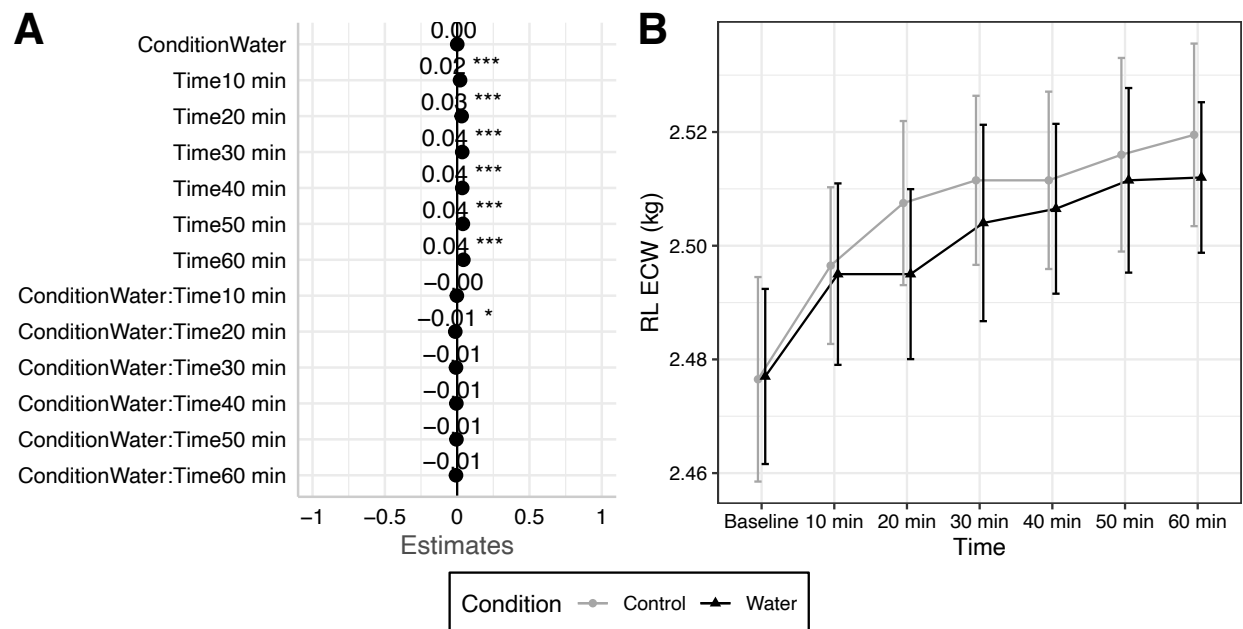 A
ConditionWater
0.00
Time10 min
0.02 ***
Time20 min
0.03 ***
Time30 min
0.04 ***
Time40 min
0.04 ***
Time50 min
0.04 ***
Time60 min
0.04 ***
ConditionWater:Time10 min
−0.00
ConditionWater:Time20 min
−0.01 *
ConditionWater:Time30 min
−0.01
ConditionWater:Time40 min
−0.01
ConditionWater:Time50 min
−0.01
ConditionWater:Time60 min
−0.01
−1 −0.5 0 0.5 1
Estimates
B
RL ECW (kg)
2.52
2.50
2.48
2.46
Baseline 10 min 20 min 30 min 40 min 50 min 60 min
Time
Condition Control Water